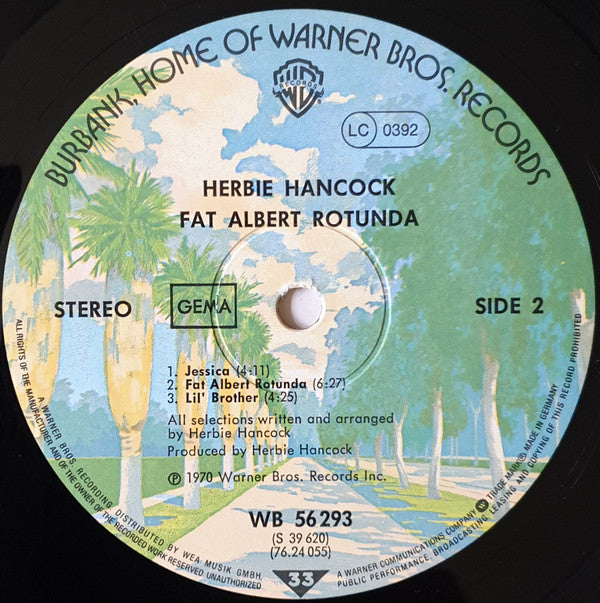 BURBANK, HOME OF WARNER BROS. RECORDS
WB
RECORDS
LC 0392
HERBIE HANCOCK
FAT ALBERT ROTUNDA
STEREO
GEMA
SIDE 2
1. Jessica (4:11)
2. Fat Albert Rotunda (6:27)
3. Lil' Brother (4:25)
All selections written and arranged
by Herbie Hancock
Produced by Herbie Hancock
℗ 1970 Warner Bros. Records Inc.
WB 56 293
(S 39 620)
(76.24 055)
33
ALL RIGHTS OF THE MANUFACTURER AND OF THE OWNER OF THE RECORDED WORK RESERVED UNAUTHORIZED
A WARNER BROS RECORDING DISTRIBUTED BY WEA MUSIK GMBH.
A WARNER COMMUNICATIONS COMPANY TRADE MARK® MADE IN GERMANY
PUBLIC PERFORMANCE, BROADCASTING LEASING AND COPYING OF THIS RECORD PROHIBITED